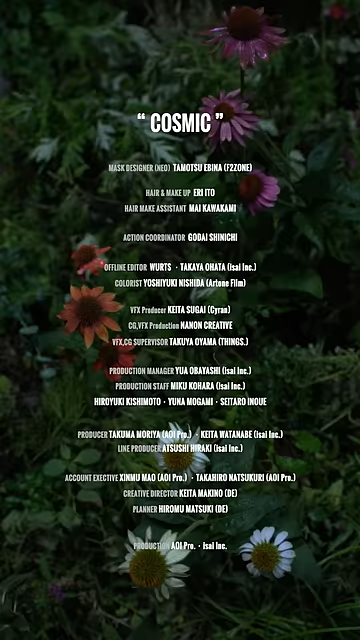 “ COSMIC ”
MASK DESIGNER (NEO) TAMOTSU EBINA (F2ZONE)
HAIR & MAKE UP ERI ITO
HAIR MAKE ASSISTANT MAI KAWAKAMI
ACTION COORDINATOR GODAI SHINICHI
OFFLINE EDITOR WURTS ・TAKAYA OHATA (isai Inc.)
COLORIST YOSHIYUKI NISHIDA (Artone Film)
VFX Producer KEITA SUGAI (Cyran)
CG,VFX Production NANON CREATIVE
VFX,CG SUPERVISOR TAKUYA OYAMA (THINGS.)
PRODUCTION MANAGER YUA OBAYASHI (isai Inc.)
PRODUCTION STAFF MIKU KOHARA (isai Inc.)
HIROYUKI KISHIMOTO・YUNA MOGAMI・SEITARO INOUE
PRODUCER TAKUMA MORIYA (AOI Pro.) ・KEITA WATANABE (isai Inc.)
LINE PRODUCER ATSUSHI HIRAKI (isai Inc.)
ACCOUNT EXECTIVE XINMU MAO (AOI Pro.) ・TAKAHIRO NATSUKURI (AOI Pro.)
CREATIVE DIRECTOR KEITA MAKINO (DE)
PLANNER HIROMU MATSUKI (DE)
PRODUCTION AOI Pro. ・isai Inc.